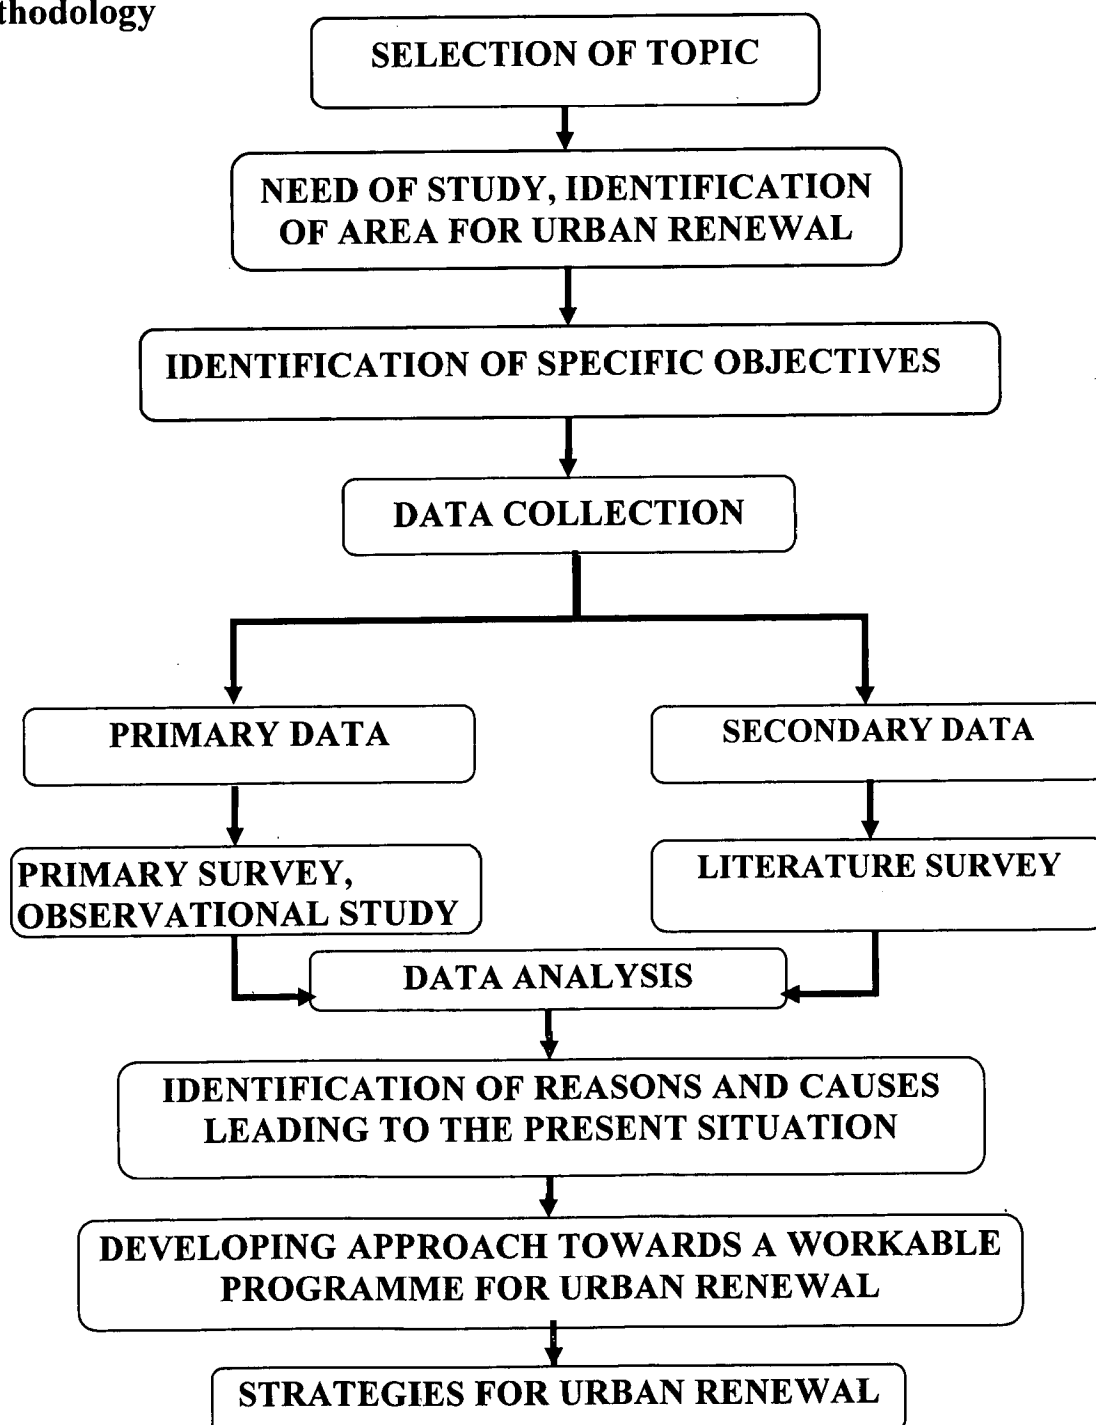 thodology
SELECTION OF TOPIC
NEED OF STUDY, IDENTIFICATION
OF AREA FOR URBAN RENEWAL
IDENTIFICATION OF SPECIFIC OBJECTIVES
DATA COLLECTION
PRIMARY DATA
SECONDARY DATA
PRIMARY SURVEY,
OBSERVATIONAL STUDY
LITERATURE SURVEY
DATA ANALYSIS
IDENTIFICATION OF REASONS AND CAUSES
LEADING TO THE PRESENT SITUATION
DEVELOPING APPROACH TOWARDS A WORKABLE
PROGRAMME FOR URBAN RENEWAL
STRATEGIES FOR URBAN RENEWAL